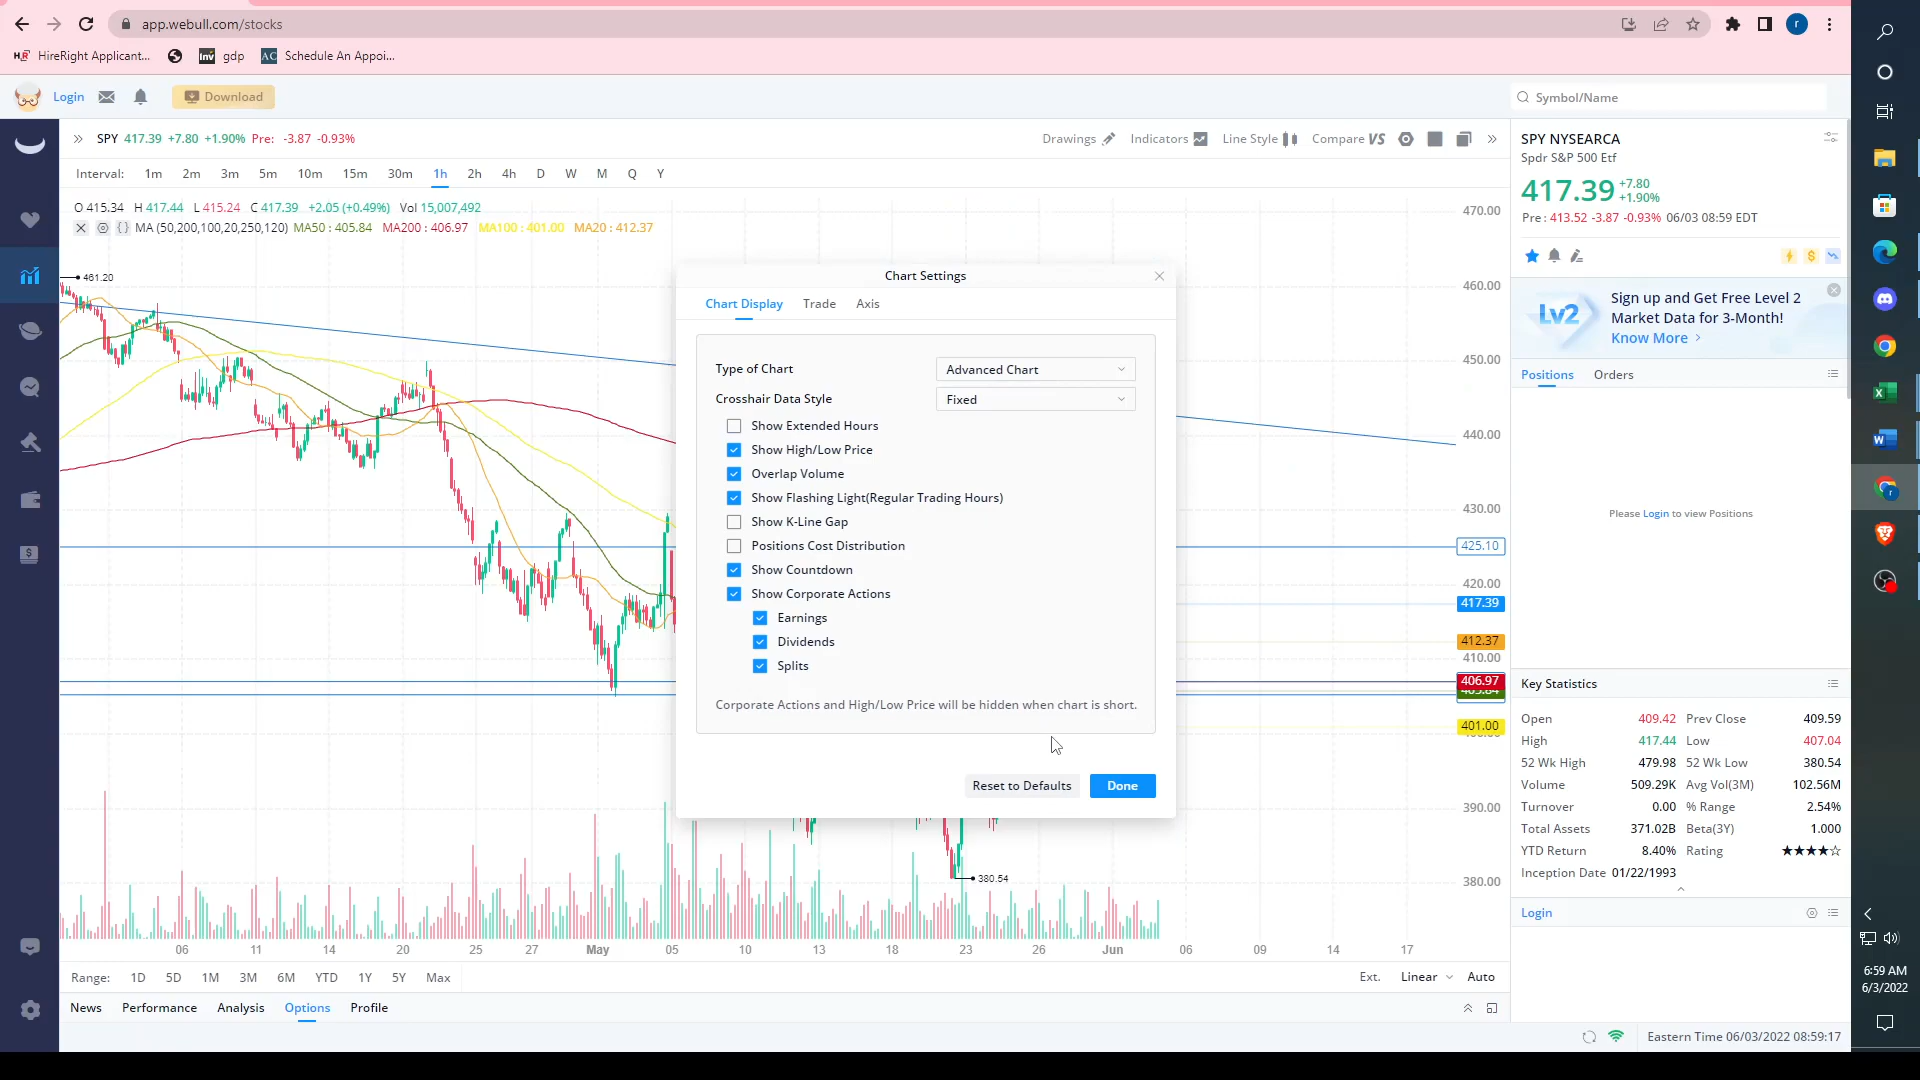 app.webull.com/stocks
r
HR HireRight Applicant...
Inv gdp
AC Schedule An Appoi...
Login
Download
Symbol/Name
SPY 417.39 +7.80 +1.90% Pre: -3.87 -0.93%
Drawings Indicators Line Style Compare VS
Interval: 1m 2m 3m 5m 10m 15m 30m 1h 2h 4h D W M Q Y
O 415.34 H 417.44 L 415.24 C 417.39 +2.05 (+0.49%) Vol 15,007,492
MA (50,200,100,20,250,120) MA50 : 405.84 MA200 : 406.97 MA100 : 401.00 MA20 : 412.37
461.20
380.54
470.00
460.00
450.00
440.00
430.00
425.10
420.00
417.39
412.37
410.00
406.97
401.00
390.00
380.00
Chart Settings
Chart Display Trade Axis
Type of Chart Advanced Chart
Crosshair Data Style Fixed
Show Extended Hours
Show High/Low Price
Overlap Volume
Show Flashing Light(Regular Trading Hours)
Show K-Line Gap
Positions Cost Distribution
Show Countdown
Show Corporate Actions
Earnings
Dividends
Splits
Corporate Actions and High/Low Price will be hidden when chart is short.
Reset to Defaults Done
06 11 14 20 25 27 May 05 10 13 18 23 26 Jun 06 09 14 17
Range: 1D 5D 1M 3M 6M YTD 1Y 5Y Max
Ext. Linear Auto
News Performance Analysis Options Profile
SPY NYSEARCA
Spdr S&P 500 Etf
417.39 +7.80
+1.90%
Pre : 413.52 -3.87 -0.93% 06/03 08:59 EDT
Lv2
Sign up and Get Free Level 2
Market Data for 3-Month!
Know More >
Positions Orders
Please Login to view Positions
Key Statistics
Open 409.42 Prev Close 409.59
High 417.44 Low 407.04
52 Wk High 479.98 52 Wk Low 380.54
Volume 509.29K Avg Vol(3M) 102.56M
Turnover 0.00 % Range 2.54%
Total Assets 371.02B Beta(3Y) 1.000
YTD Return 8.40% Rating ★★★★☆
Inception Date 01/22/1993
Login
Eastern Time 06/03/2022 08:59:17
6:59 AM
6/3/2022